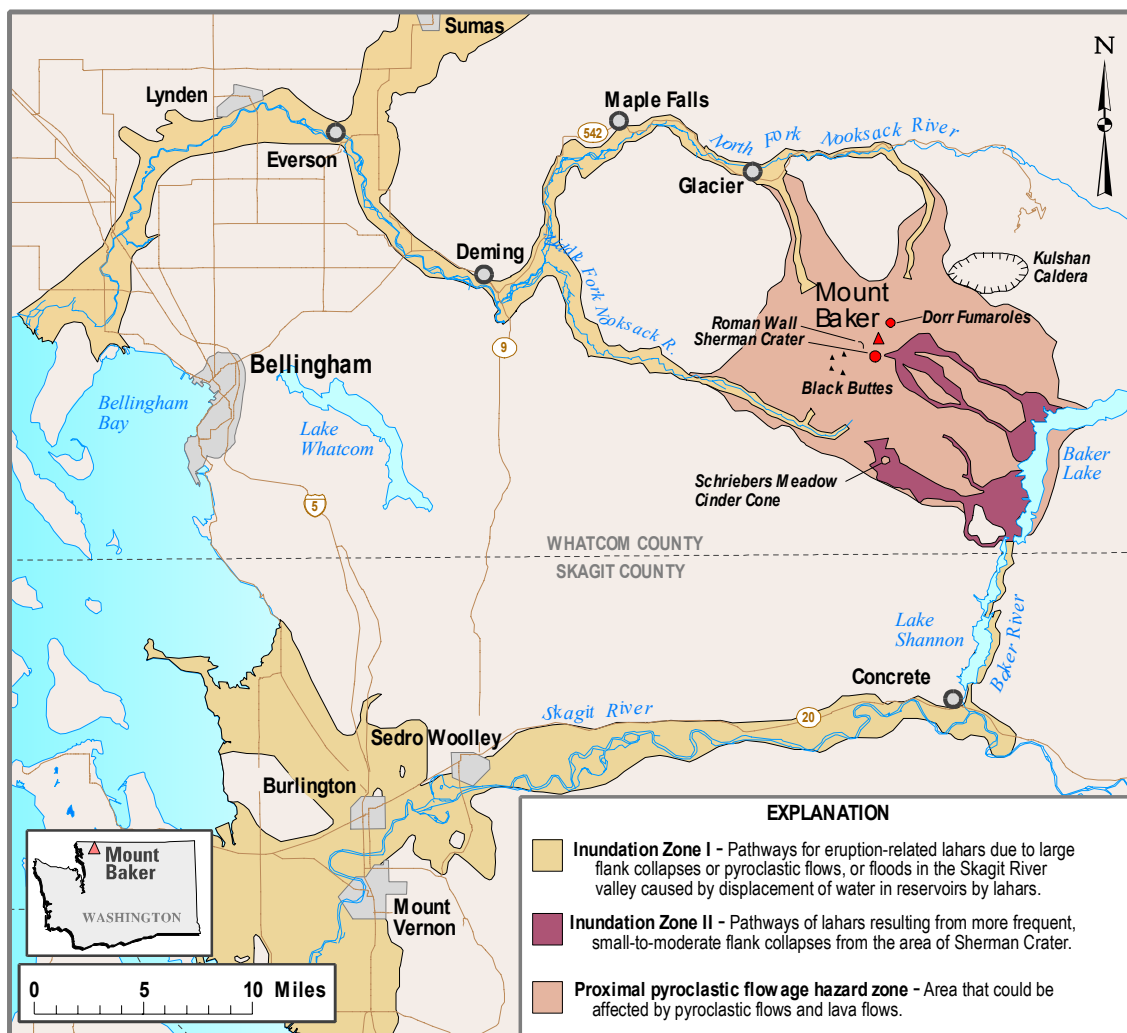 Sumas
N
Lynden
Maple Falls
542
Everson
North Fork Nooksack River
Glacier
Deming
Middle Fork Nooksack R.
Kulshan
Caldera
Mount
Baker
Dorr Fumaroles
Roman Wall
Sherman Crater
9
Bellingham
Black Buttes
Bellingham
Bay
Lake
Whatcom
Baker
Lake
Schriebers Meadow
Cinder Cone
5
WHATCOM COUNTY
SKAGIT COUNTY
Lake
Shannon
Baker River
Concrete
Skagit River
20
Sedro Woolley
Burlington
Mount
Vernon
Mount
Baker
WASHINGTON
0 5 10 Miles
EXPLANATION
Inundation Zone I - Pathways for eruption-related lahars due to large
flank collapses or pyroclastic flows, or floods in the Skagit River
valley caused by displacement of water in reservoirs by lahars.
Inundation Zone II - Pathways of lahars resulting from more frequent,
small-to-moderate flank collapses from the area of Sherman Crater.
Proximal pyroclastic flowage hazard zone - Area that could be
affected by pyroclastic flows and lava flows.